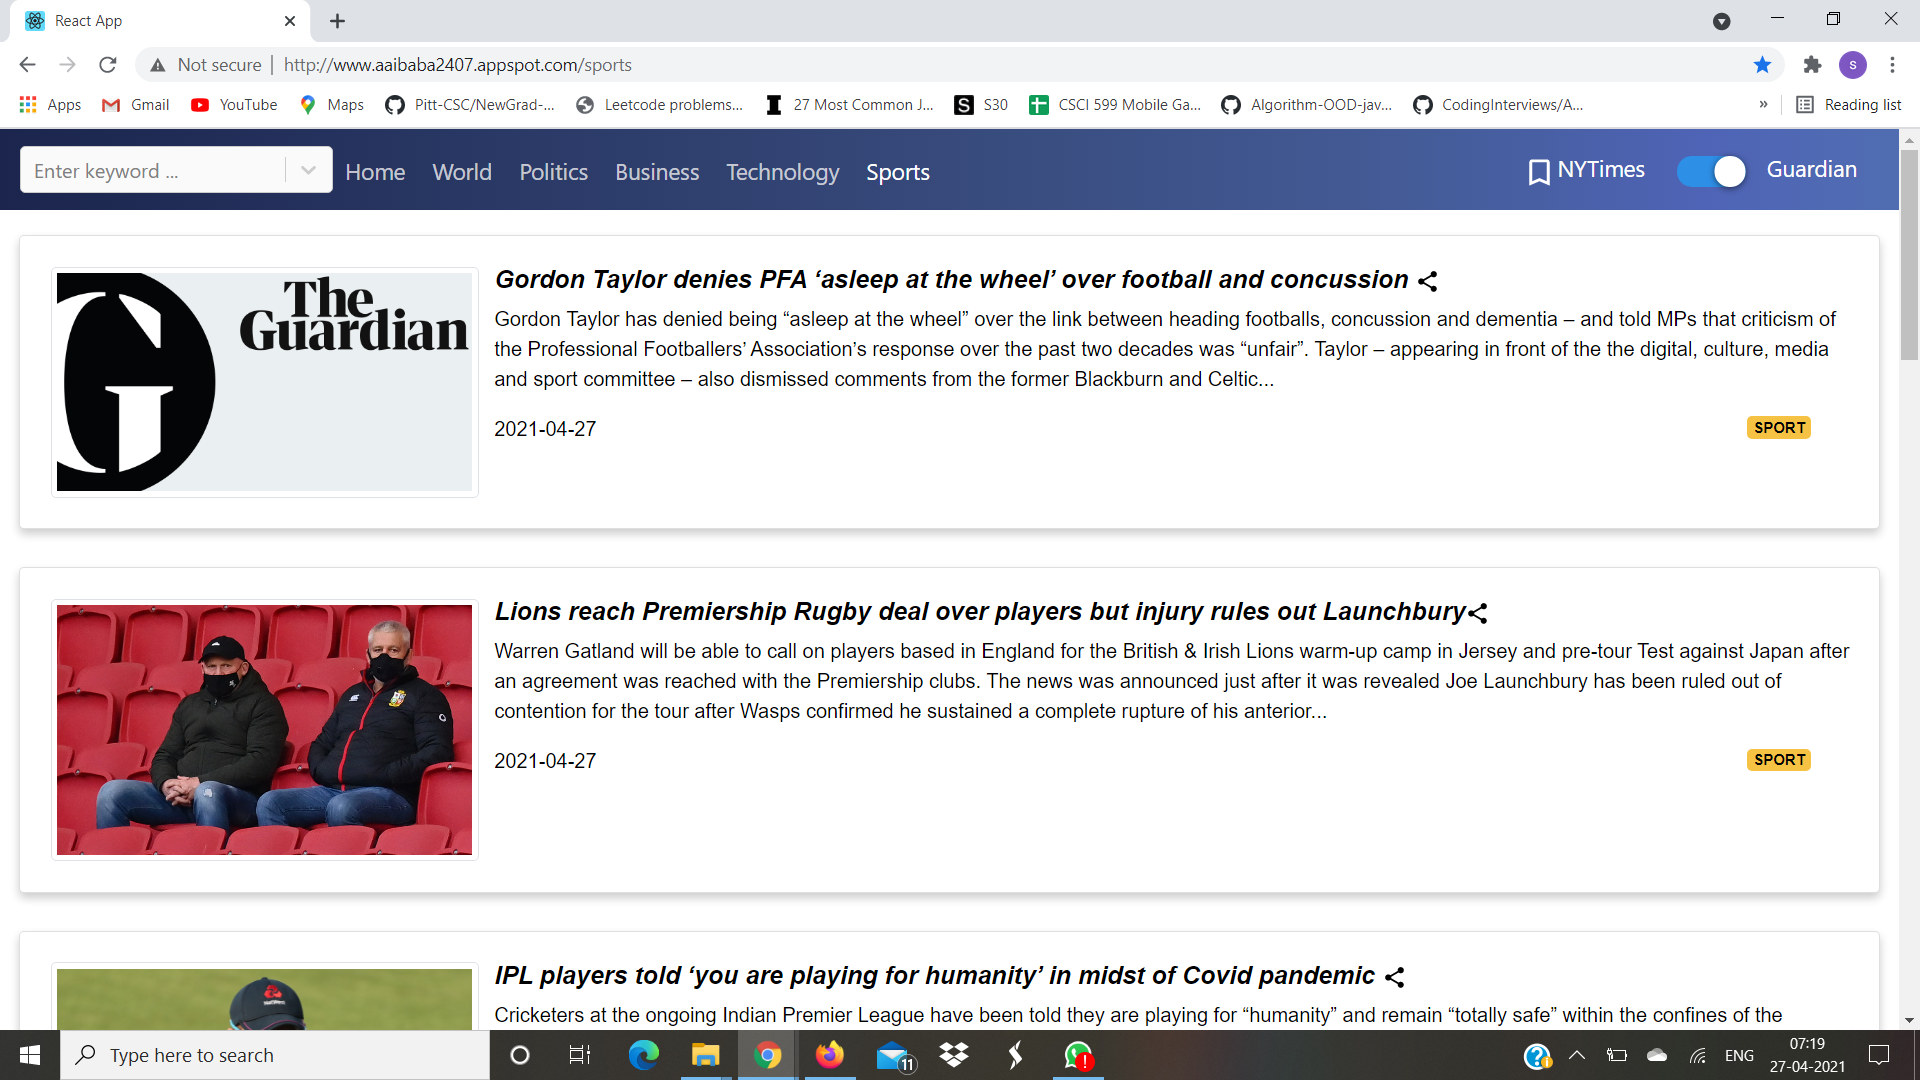 React App
Not secure
http://www.aaibaba2407.appspot.com/sports
S
Apps
Gmail
YouTube
Maps
Pitt-CSC/NewGrad-...
Leetcode problems...
27 Most Common J...
S30
CSCI 599 Mobile Ga...
Algorithm-OOD-jav...
CodingInterviews/A...
»
Reading list
Enter keyword ...
Home
World
Politics
Business
Technology
Sports
NYTimes
Guardian
The
Guardian
Gordon Taylor denies PFA ‘asleep at the wheel’ over football and concussion
Gordon Taylor has denied being “asleep at the wheel” over the link between heading footballs, concussion and dementia – and told MPs that criticism of
the Professional Footballers’ Association’s response over the past two decades was “unfair”. Taylor – appearing in front of the the digital, culture, media
and sport committee – also dismissed comments from the former Blackburn and Celtic...
2021-04-27
SPORT
Lions reach Premiership Rugby deal over players but injury rules out Launchbury
Warren Gatland will be able to call on players based in England for the British & Irish Lions warm-up camp in Jersey and pre-tour Test against Japan after
an agreement was reached with the Premiership clubs. The news was announced just after it was revealed Joe Launchbury has been ruled out of
contention for the tour after Wasps confirmed he sustained a complete rupture of his anterior...
2021-04-27
SPORT
IPL players told ‘you are playing for humanity’ in midst of Covid pandemic
Cricketers at the ongoing Indian Premier League have been told they are playing for “humanity” and remain “totally safe” within the confines of the
Type here to search
11
ENG
07:19
27-04-2021